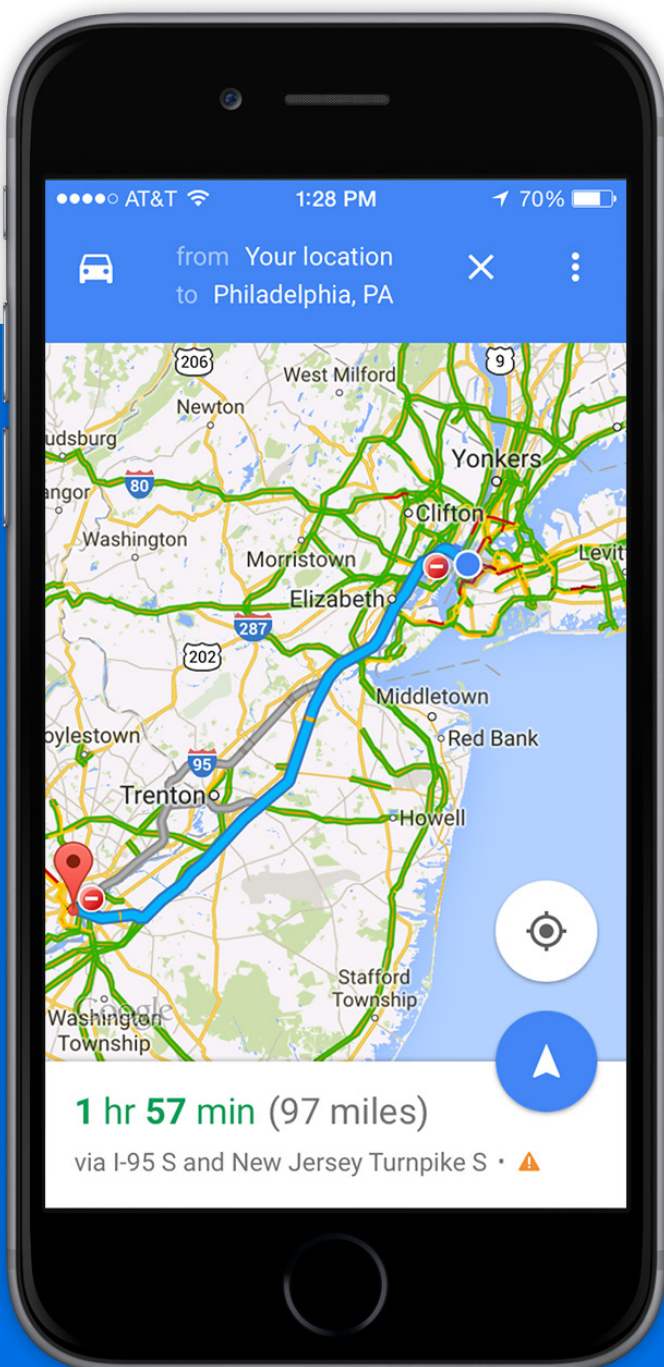 AT&T 1:28 PM 70%
from Your location
to Philadelphia, PA
206
West Milford
9
Newton
udsburg
Yonkers
80
angor
Clifton
Washington
Morristown
Levit
Elizabeth
287
202
Middletown
oylestown
Red Bank
95
Trenton
Howell
Stafford
Township
Google
Washington
Township
1 hr 57 min (97 miles)
via I-95 S and New Jersey Turnpike S ·